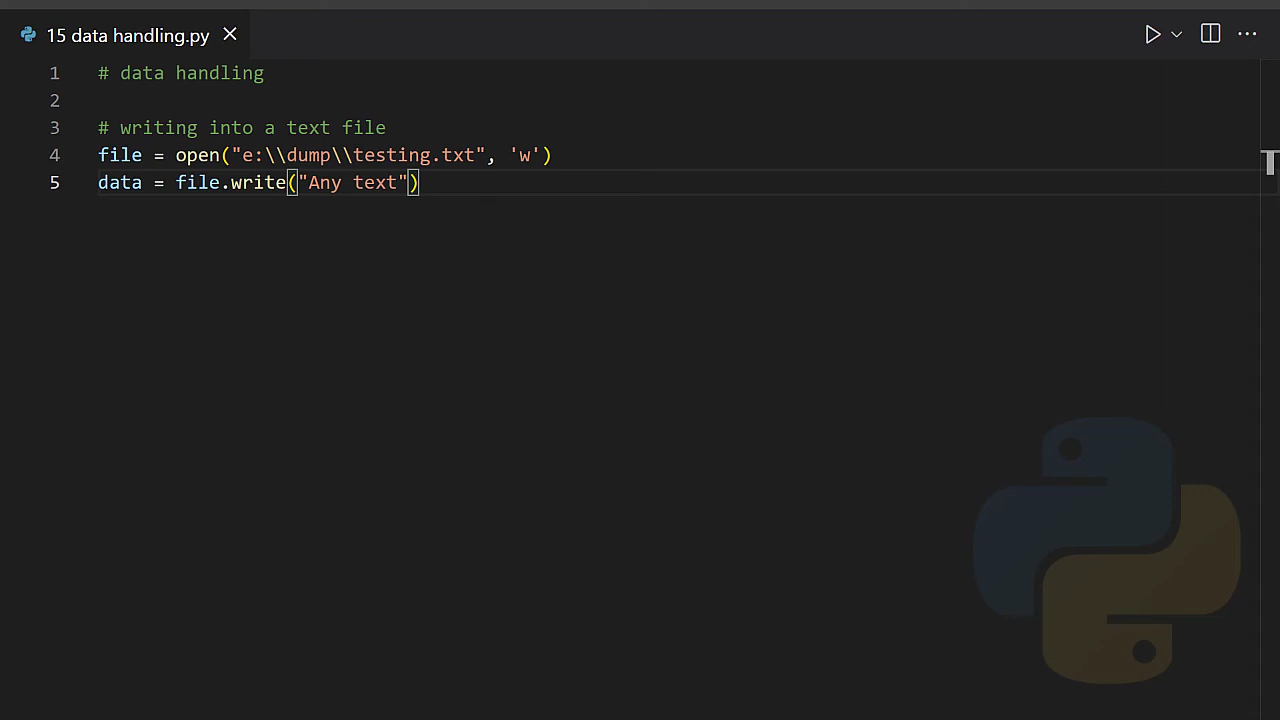 15 data handling.py
1 # data handling
2
3 # writing into a text file
4 file = open("e:\\dump\\testing.txt", 'w')
5 data = file.write("Any text")